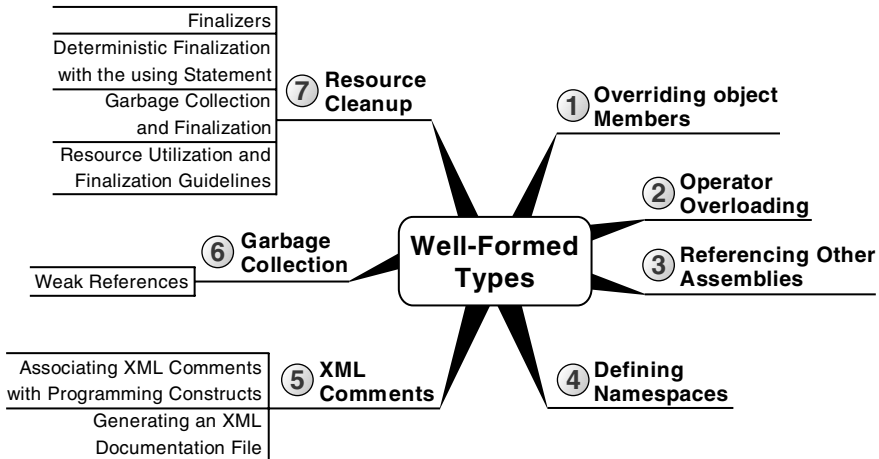 Well-Formed
Types
1 Overriding object
Members
2 Operator
Overloading
3 Referencing Other
Assemblies
4 Defining
Namespaces
5 XML
Comments
Associating XML Comments
with Programming Constructs
Generating an XML
Documentation File
6 Garbage
Collection
Weak References
7 Resource
Cleanup
Finalizers
Deterministic Finalization
with the using Statement
Garbage Collection
and Finalization
Resource Utilization and
Finalization Guidelines